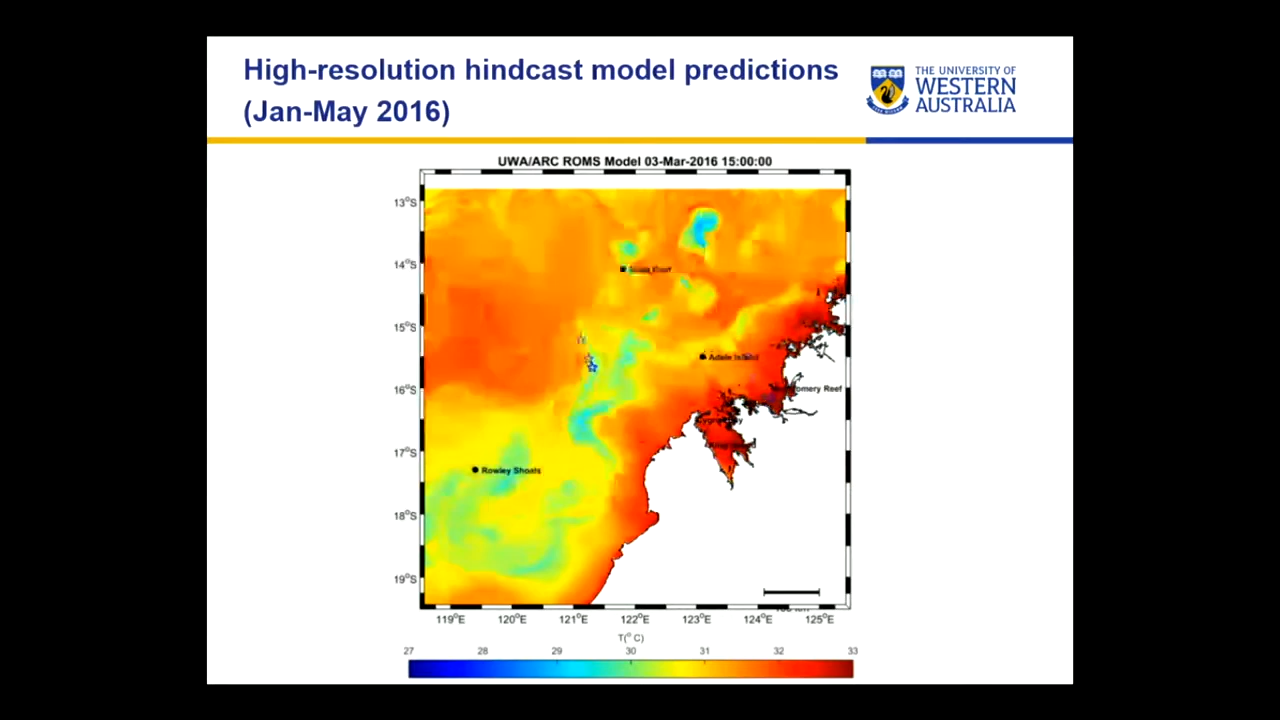 High-resolution hindcast model predictions
(Jan-May 2016)
THE UNIVERSITY OF
WESTERN
AUSTRALIA
UWA/ARC ROMS Model 03-Mar-2016 15:00:00
13°S
14°S
15°S
Adele Island
16°S
17°S
Rowley Shoals
18°S
19°S
119°E 120°E 121°E 122°E 123°E 124°E 125°E
T(° C)
27 28 29 30 31 32 33